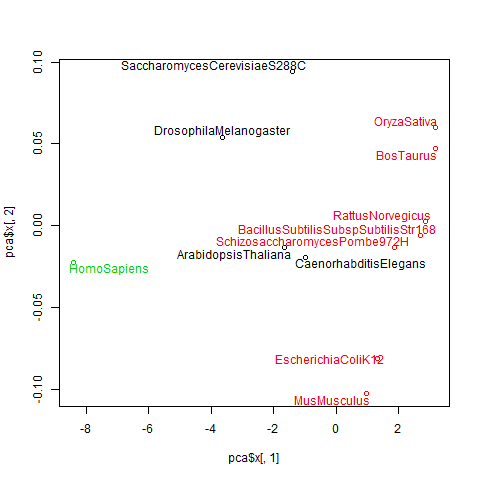 0.10
SaccharomycesCerevisiaeS288C
OryzaSativa
DrosophilaMelanogaster
0.05
BosTaurus
RattusNorvegicus
0.00
BacillusSubtilisSubspSubtilisStr168
SchizosaccharomycesPombe972H
ArabidopsisThaliana
CaenorhabditisElegans
HomoSapiens
pca$x[, 2]
-0.05
EscherichiaColiK12
-0.10
MusMusculus
-8 -6 -4 -2 0 2
pca$x[, 1]